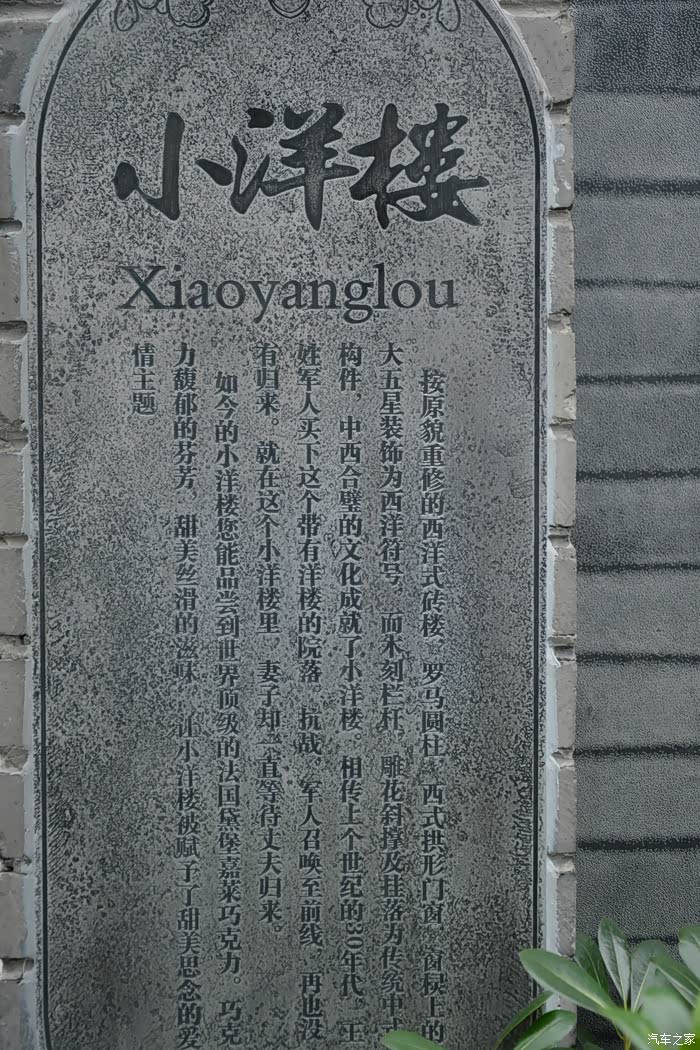 小洋楼
Xiaoyanglou
按原貌重修的西洋式砖楼，罗马圆柱，西式拱形门窗，窗棂上的
大五星装饰为西洋符号，而木刻栏杆，雕花斜撑及挂落为传统中式
构件，中西合璧的文化成就了小洋楼。相传上个世纪的30年代，王
姓军人买下这个带有洋楼的院落。抗战，军人召唤至前线，再也没
有归来。就在这个小洋楼里，妻子却一直等待丈夫归来。
如今的小洋楼您能品尝到世界顶级的法国黛堡嘉莱巧克力。巧克
力馥郁的芬芳，甜美丝滑的滋味，让小洋楼被赋予了甜美思念的爱
情主题。
汽车之家